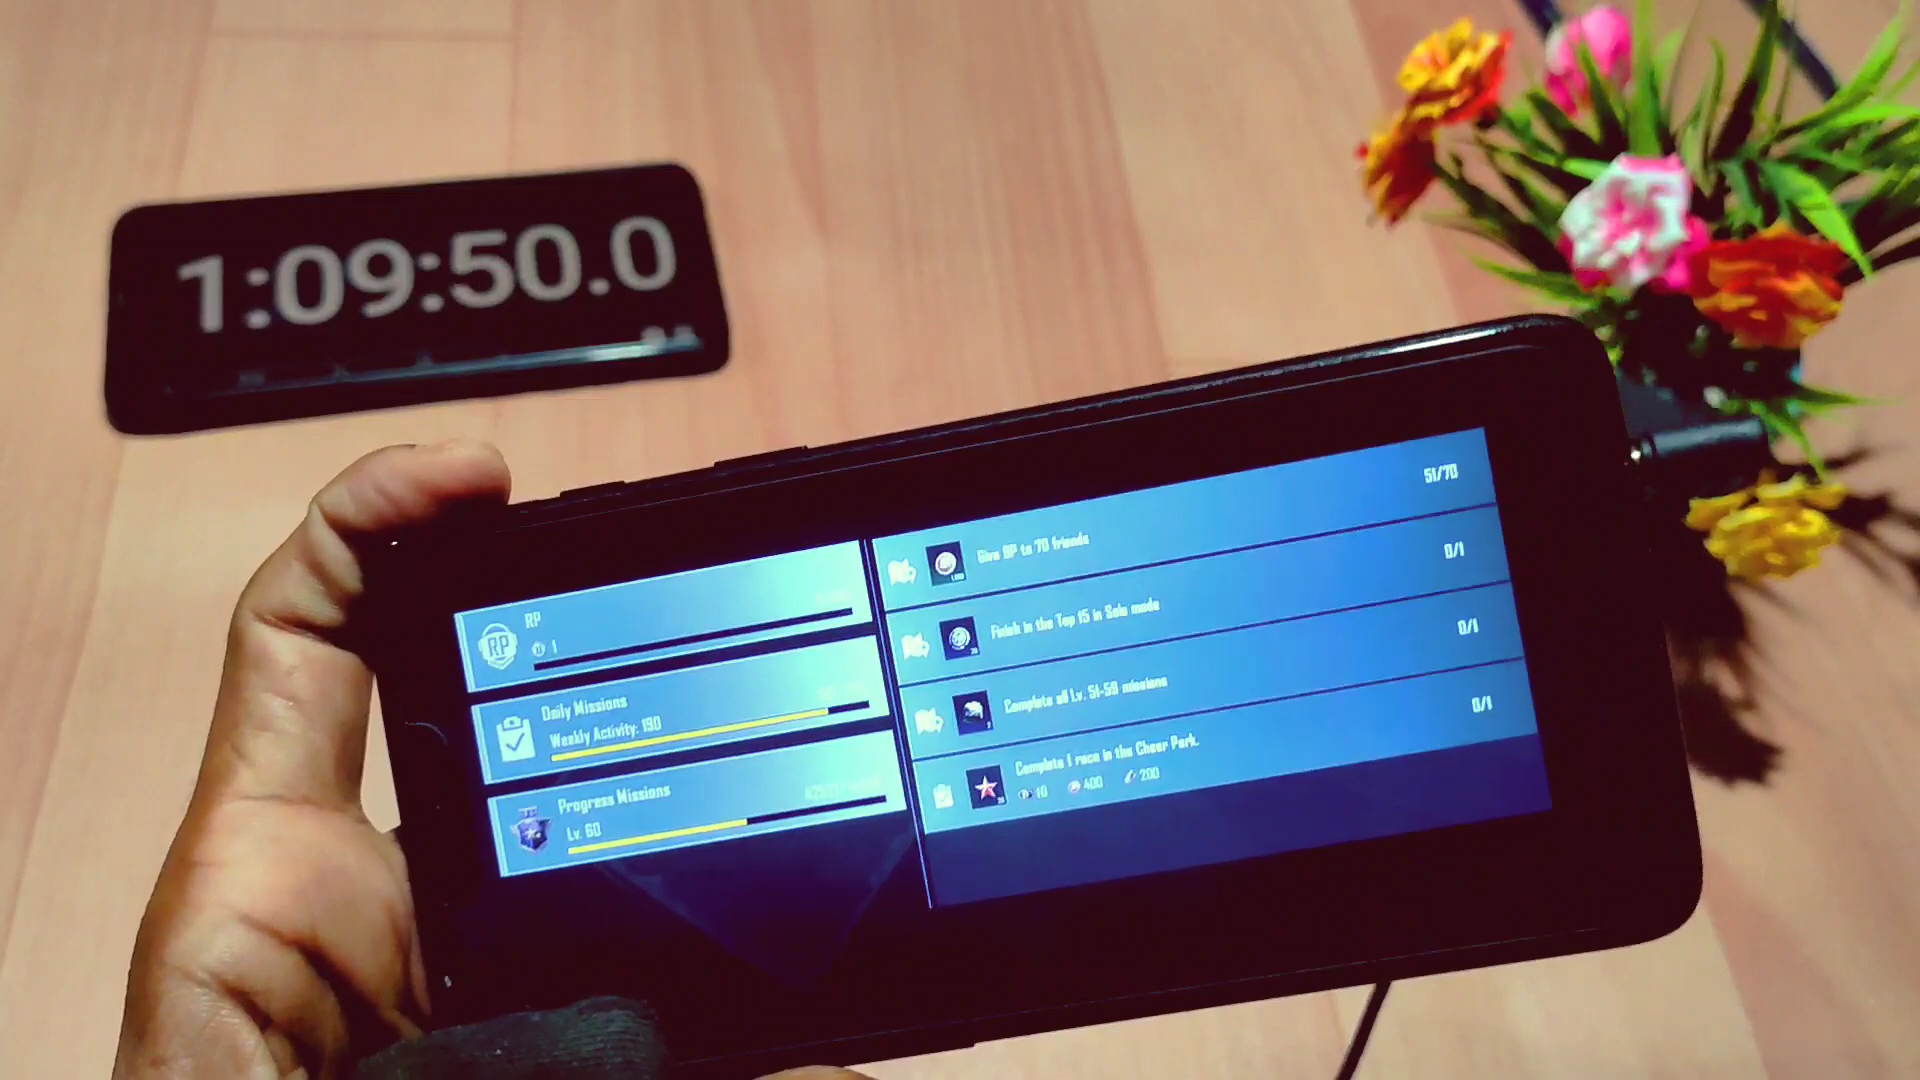 1:09:50.0
RP
RP
1
Daily Missions
Weekly Activity: 190
Progress Missions
Lv. 60
51/70
Give BP to 70 friends
0/1
Finish in the Top 15 in Solo mode
0/1
Complete all Lv. 51-59 missions
0/1
Complete 1 race in the Cheer Park.
10 400 200